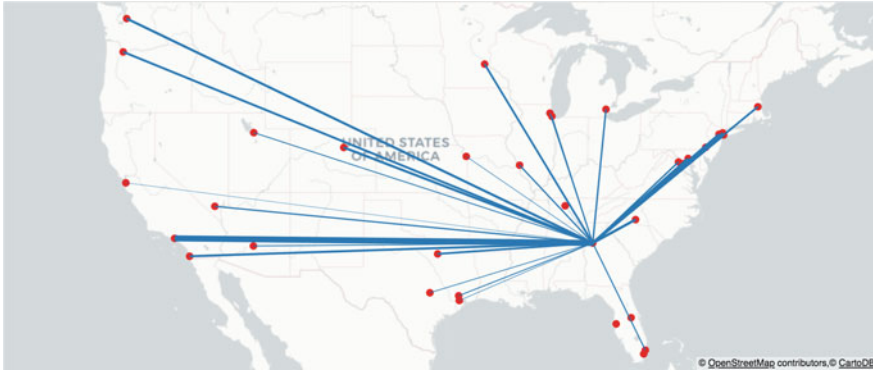 UNITED STATES
OF AMERICA
© OpenStreetMap contributors,© CartoDB